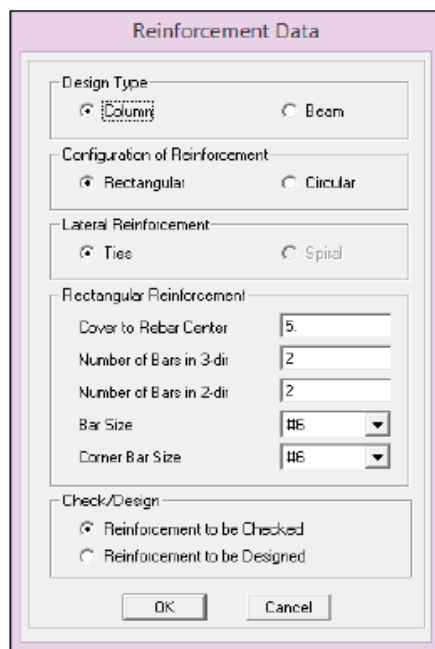 Reinforcement Data
Design Type
Column Beam
Configuration of Reinforcement
Rectangular Circular
Lateral Reinforcement
Ties Spiral
Rectangular Reinforcement
Cover to Rebar Center 5.
Number of Bars in 3-dir 2
Number of Bars in 2-dir 2
Bar Size #6
Corner Bar Size #6
Check/Design
Reinforcement to be Checked
Reinforcement to be Designed
OK Cancel